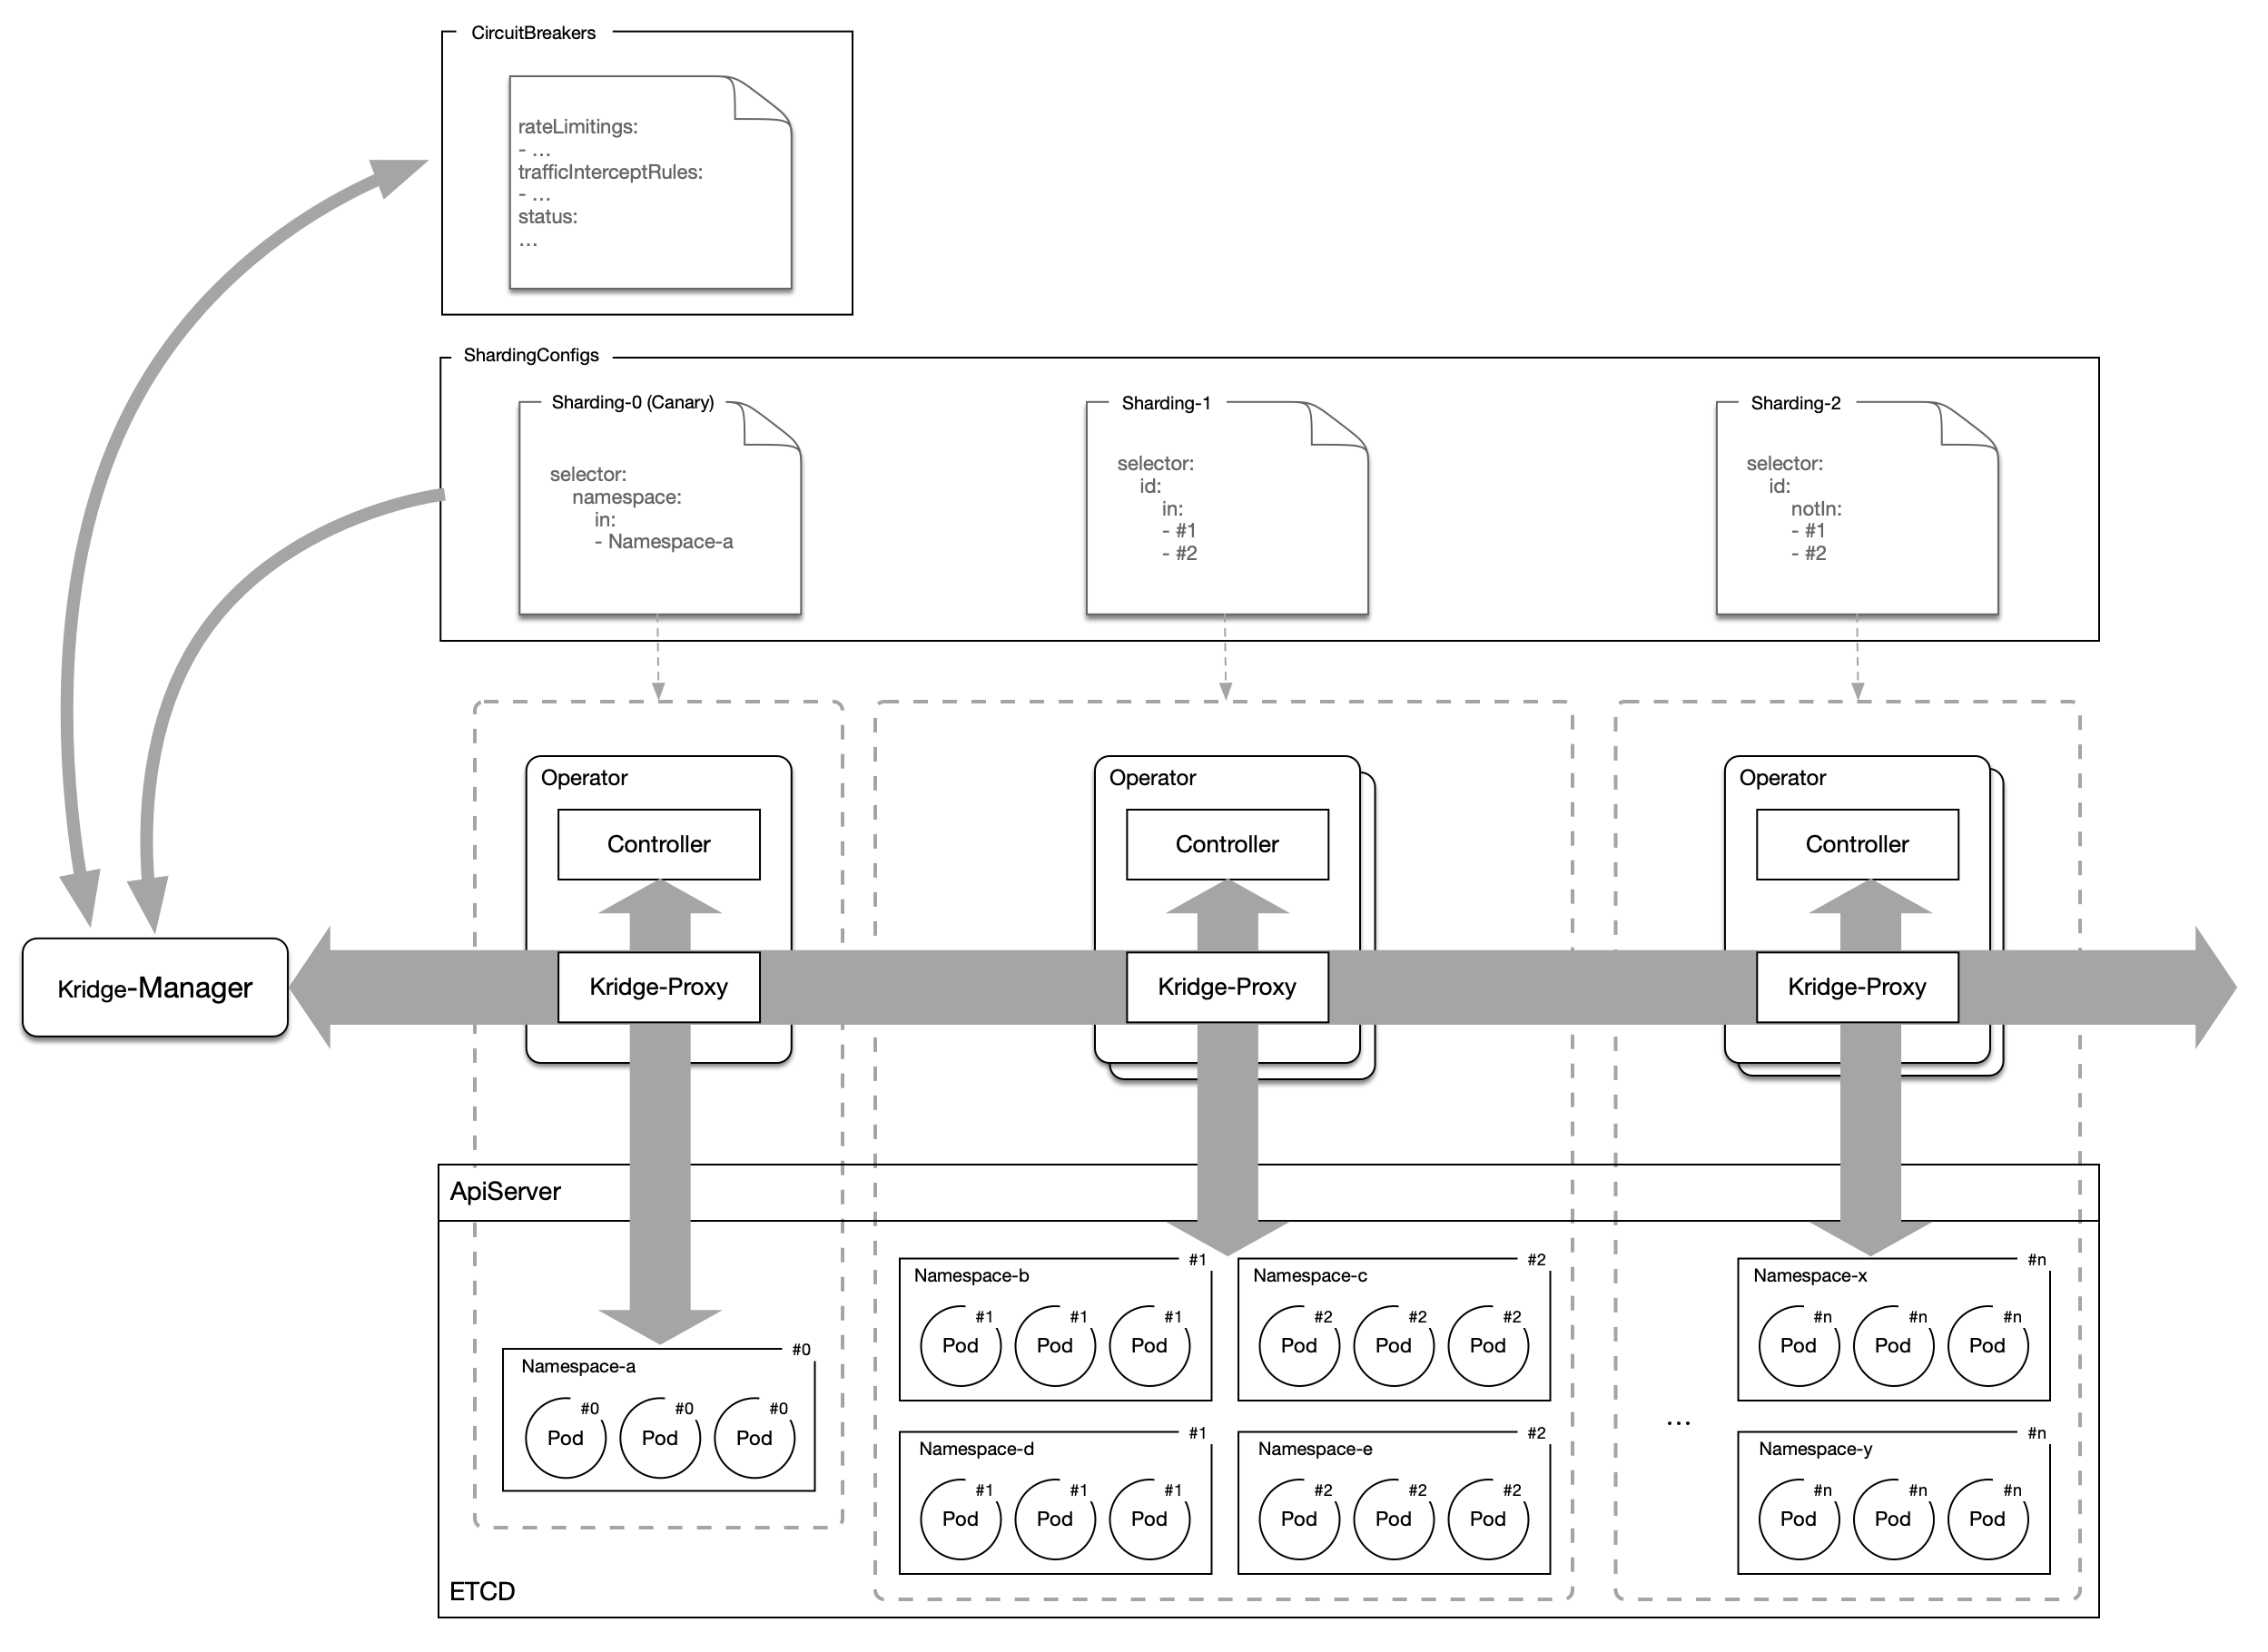 CircuitBreakers
rateLimitings:
- ...
trafficInterceptRules:
- ...
status:
...
ShardingConfigs
Sharding-0 (Canary)
selector:
namespace:
in:
- Namespace-a
Sharding-1
selector:
id:
in:
- #1
- #2
Sharding-2
selector:
id:
notIn:
- #1
- #2
Operator
Controller
Kridge-Proxy
Operator
Controller
Kridge-Proxy
Operator
Controller
Kridge-Proxy
Kridge-Manager
ApiServer
Namespace-a #0
#0 #0 #0
Pod Pod Pod
Namespace-b #1
#1 #1 #1
Pod Pod Pod
Namespace-c #2
#2 #2 #2
Pod Pod Pod
Namespace-d #1
#1 #1 #1
Pod Pod Pod
Namespace-e #2
#2 #2 #2
Pod Pod Pod
...
Namespace-x #n
#n #n #n
Pod Pod Pod
Namespace-y #n
#n #n #n
Pod Pod Pod
ETCD